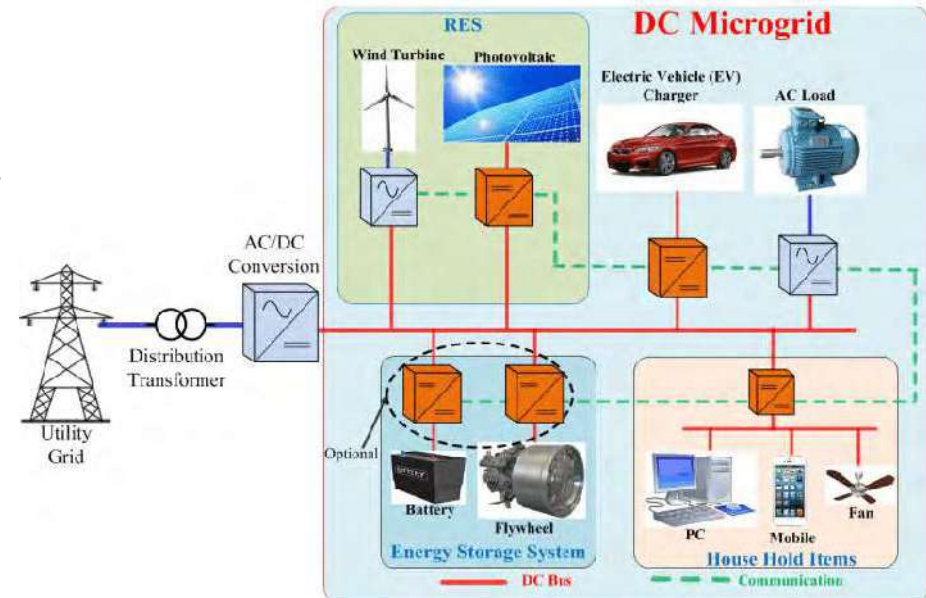 RES
DC Microgrid
Wind Turbine
Photovoltaic
Electric Vehicle (EV)
Charger
AC Load
AC/DC
Conversion
Distribution
Transformer
Utility
Grid
Optional
BATTERY
Battery
Flywheel
Energy Storage System
PC
Mobile
Fan
House Hold Items
DC Bus
Communication